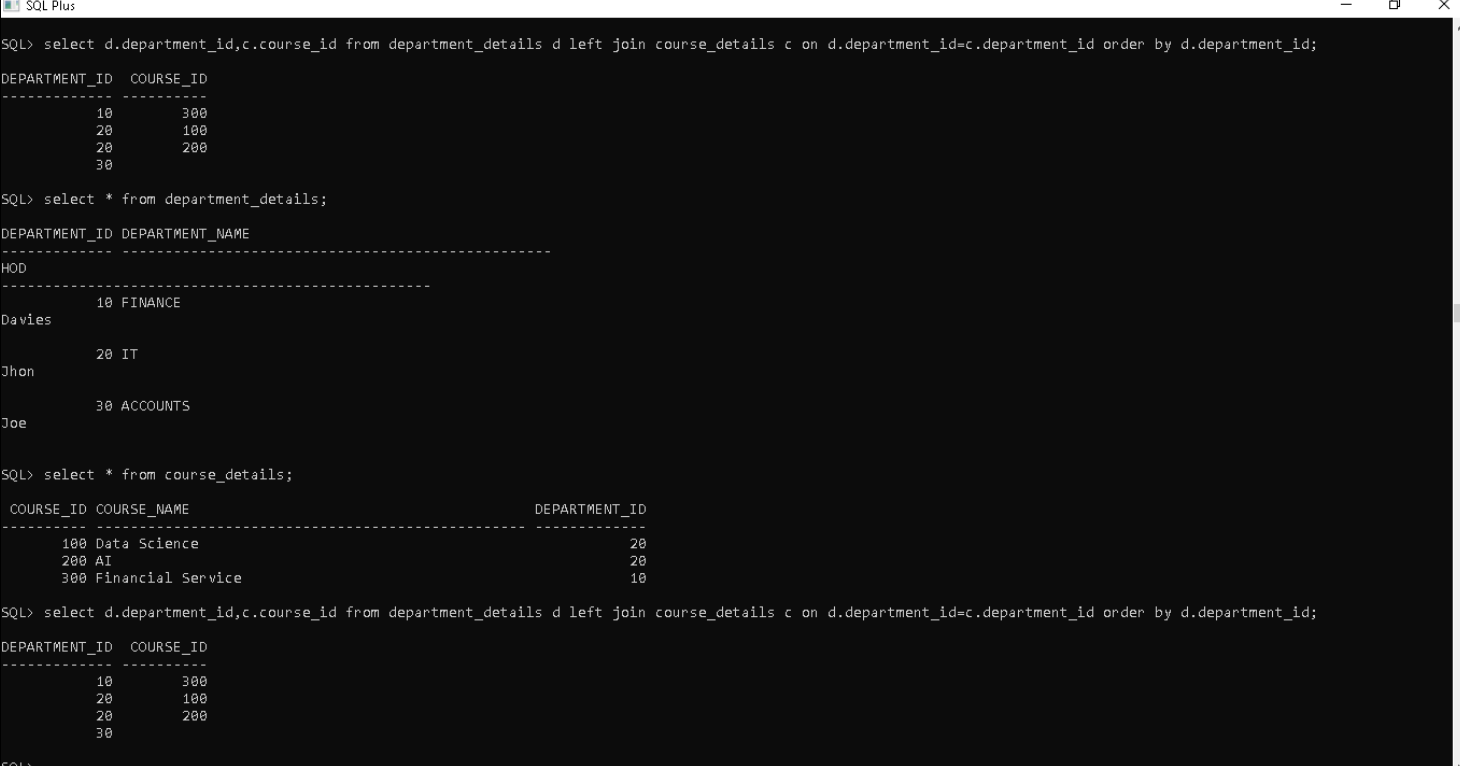 SQL Plus
SQL> select d.department_id,c.course_id from department_details d left join course_details c on d.department_id=c.department_id order by d.department_id;
DEPARTMENT_ID  COURSE_ID
------------- ----------
           10        300
           20        100
           20        200
           30
SQL> select * from department_details;
DEPARTMENT_ID DEPARTMENT_NAME
------------- --------------------------------------------------
HOD
--------------------------------------------------
           10 FINANCE
Davies
           20 IT
Jhon
           30 ACCOUNTS
Joe
SQL> select * from course_details;
 COURSE_ID COURSE_NAME                                        DEPARTMENT_ID
---------- -------------------------------------------------- -------------
       100 Data Science                                                  20
       200 AI                                                            20
       300 Financial Service                                             10
SQL> select d.department_id,c.course_id from department_details d left join course_details c on d.department_id=c.department_id order by d.department_id;
DEPARTMENT_ID  COURSE_ID
------------- ----------
           10        300
           20        100
           20        200
           30
SQL>